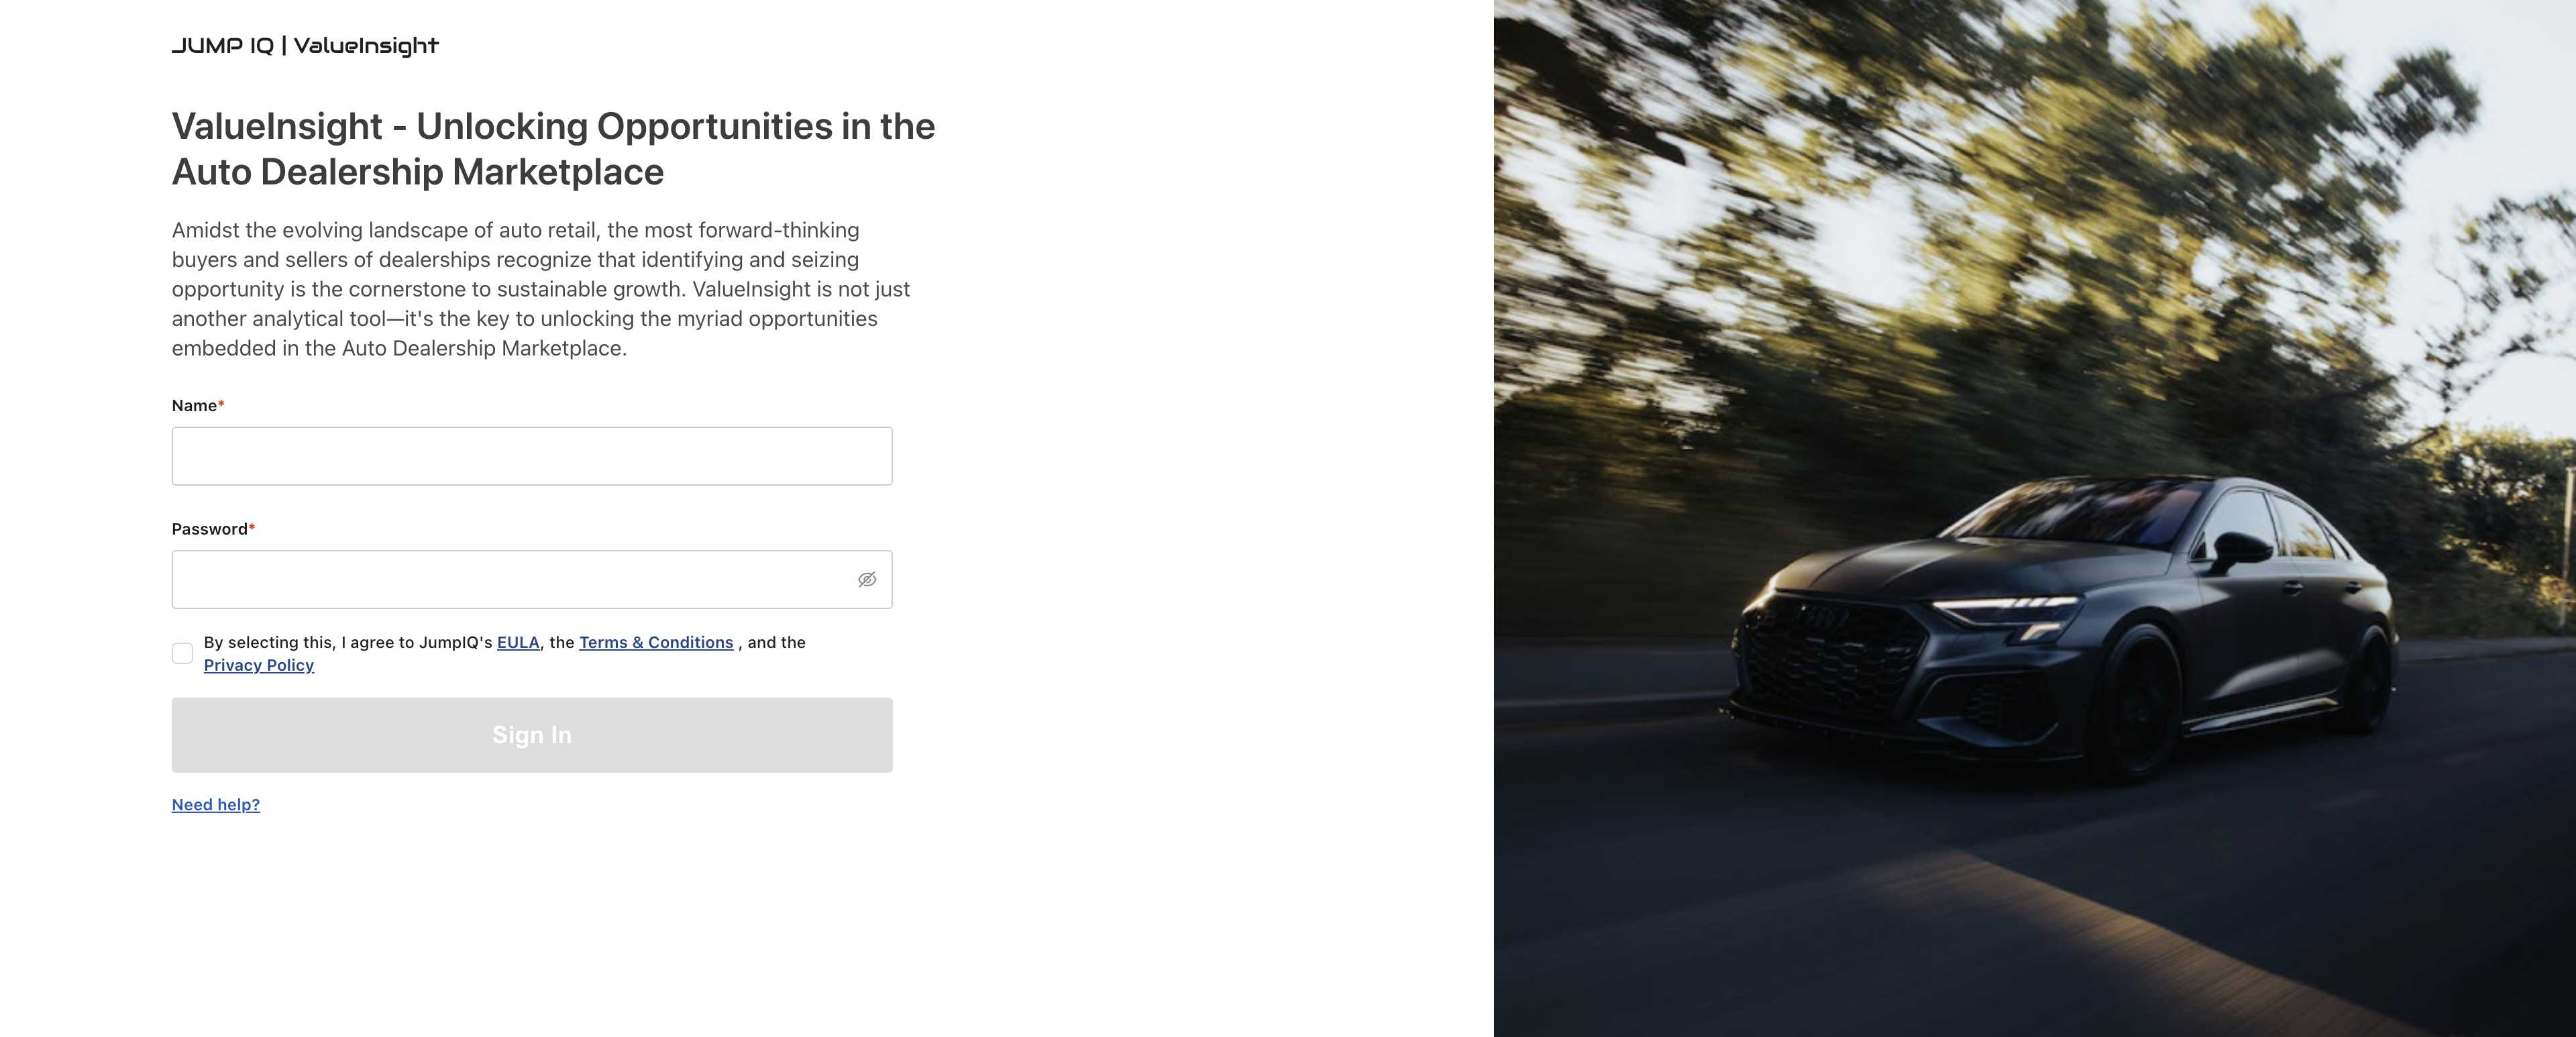 JUMP IQ | ValueInsight
ValueInsight - Unlocking Opportunities in the
Auto Dealership Marketplace
Amidst the evolving landscape of auto retail, the most forward-thinking
buyers and sellers of dealerships recognize that identifying and seizing
opportunity is the cornerstone to sustainable growth. ValueInsight is not just
another analytical tool—it's the key to unlocking the myriad opportunities
embedded in the Auto Dealership Marketplace.
Name*
Password*
By selecting this, I agree to JumpIQ's EULA, the Terms & Conditions , and the
Privacy Policy
Sign In
Need help?